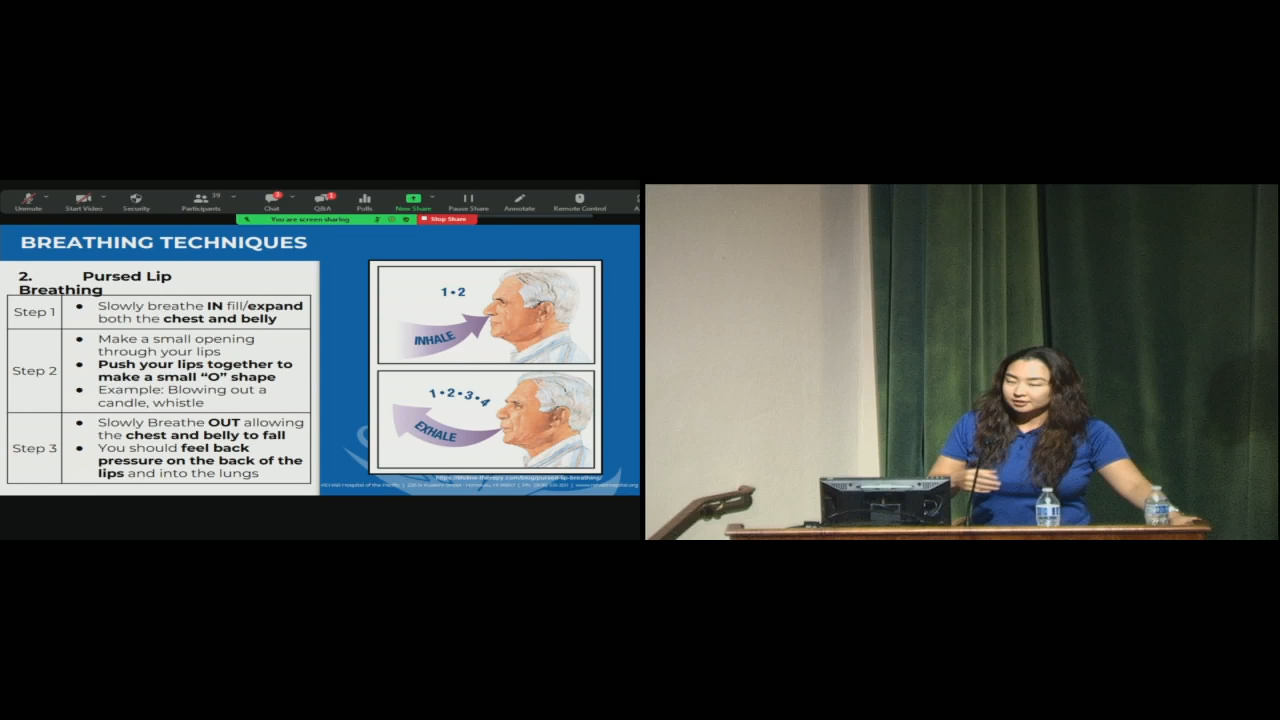 Unmute
Start Video
Security
Participants
39
Chat
Q&A
Polls
New Share
Pause Share
Annotate
Remote Control
You are screen sharing
Stop Share
BREATHING TECHNIQUES
2. Pursed Lip
Breathing
Step 1
• Slowly breathe IN fill/expand
both the chest and belly
Step 2
• Make a small opening
through your lips
• Push your lips together to
make a small “O” shape
• Example: Blowing out a
candle, whistle
Step 3
• Slowly Breathe OUT allowing
the chest and belly to fall
• You should feel back
pressure on the back of the
lips and into the lungs
1•2
INHALE
1•2•3•4
EXHALE